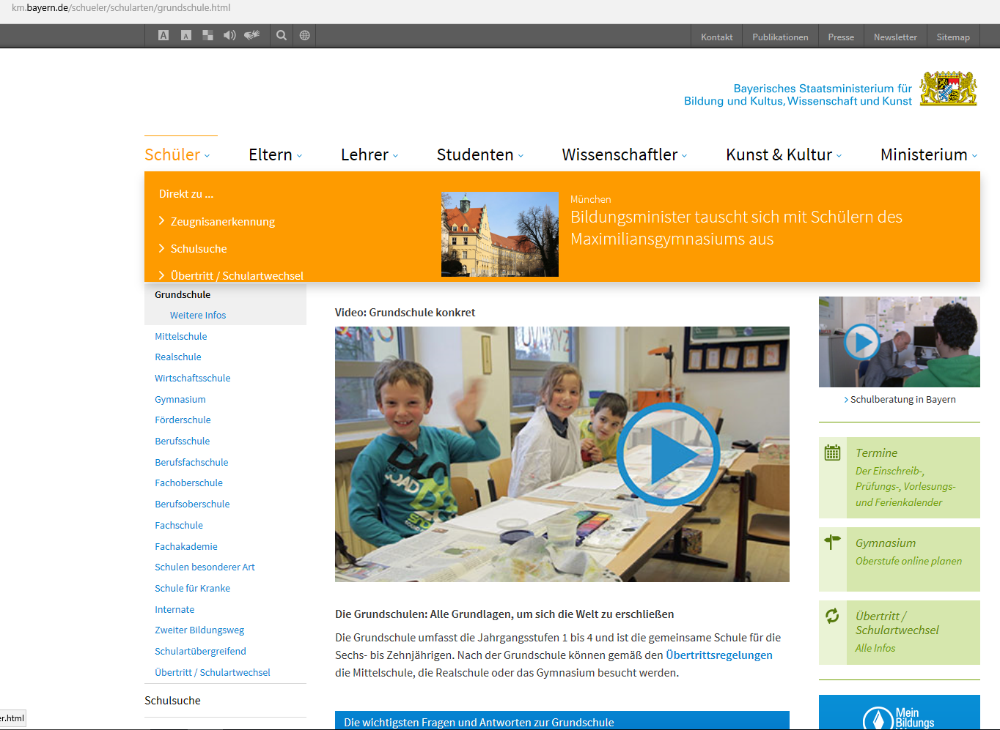 km.bayern.de/schueler/schularten/grundschule.html
A A
Kontakt Publikationen Presse Newsletter Sitemap
Bayerisches Staatsministerium für
Bildung und Kultus, Wissenschaft und Kunst
Schüler Eltern Lehrer Studenten Wissenschaftler Kunst & Kultur Ministerium
Direkt zu ...
Zeugnisanerkennung
Schulsuche
Übertritt / Schulartwechsel
München
Bildungsminister tauscht sich mit Schülern des
Maximiliansgymnasiums aus
Grundschule
Weitere Infos
Mittelschule
Realschule
Wirtschaftsschule
Gymnasium
Förderschule
Berufsschule
Berufsfachschule
Fachoberschule
Berufsoberschule
Fachschule
Fachakademie
Schulen besonderer Art
Schule für Kranke
Internate
Zweiter Bildungsweg
Schulartübergreifend
Übertritt / Schulartwechsel
Schulsuche
er.html
Video: Grundschule konkret
Die Grundschulen: Alle Grundlagen, um sich die Welt zu erschließen
Die Grundschule umfasst die Jahrgangsstufen 1 bis 4 und ist die gemeinsame Schule für die
Sechs- bis Zehnjährigen. Nach der Grundschule können gemäß den Übertrittsregelungen
die Mittelschule, die Realschule oder das Gymnasium besucht werden.
Die wichtigsten Fragen und Antworten zur Grundschule
Schulberatung in Bayern
Termine
Der Einschreib-,
Prüfungs-, Vorlesungs-
und Ferienkalender
Gymnasium
Oberstufe online planen
Übertritt /
Schulartwechsel
Alle Infos
Mein
Bildungs